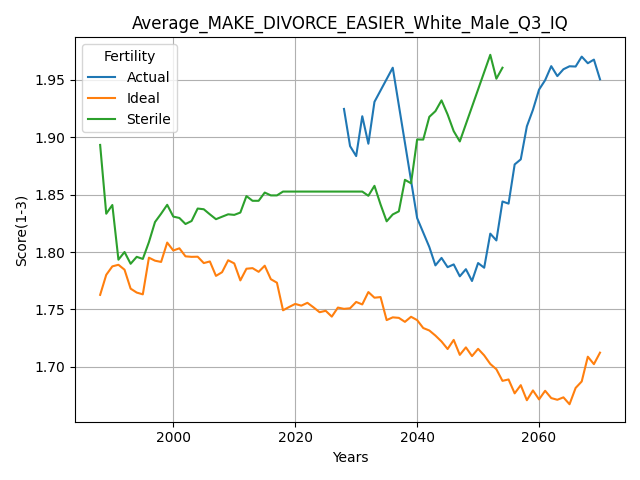 Average_MAKE_DIVORCE_EASIER_White_Male_Q3_IQ
Fertility
Actual
Ideal
Sterile
Score(1-3)
1.95
1.90
1.85
1.80
1.75
1.70
2000 2020 2040 2060
Years